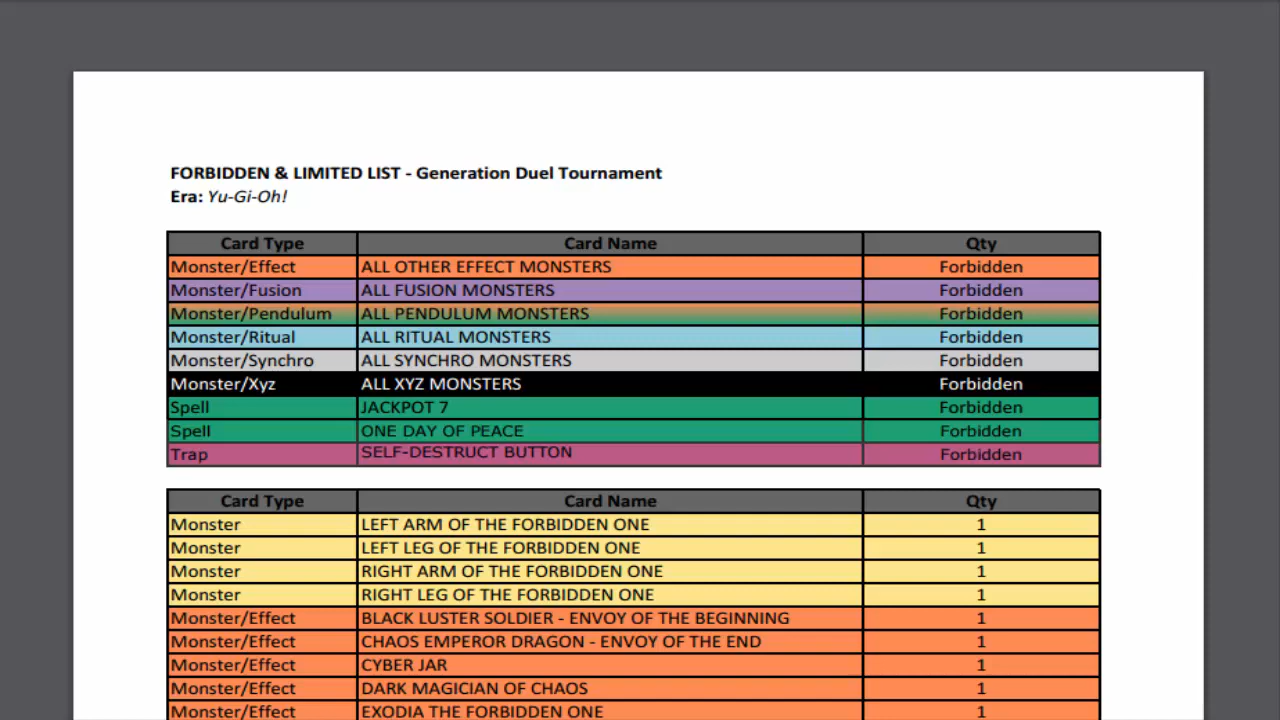 FORBIDDEN & LIMITED LIST - Generation Duel Tournament
Era: Yu-Gi-Oh!
Card Type Card Name Qty
Monster/Effect ALL OTHER EFFECT MONSTERS Forbidden
Monster/Fusion ALL FUSION MONSTERS Forbidden
Monster/Pendulum ALL PENDULUM MONSTERS Forbidden
Monster/Ritual ALL RITUAL MONSTERS Forbidden
Monster/Synchro ALL SYNCHRO MONSTERS Forbidden
Monster/Xyz ALL XYZ MONSTERS Forbidden
Spell JACKPOT 7 Forbidden
Spell ONE DAY OF PEACE Forbidden
Trap SELF-DESTRUCT BUTTON Forbidden
Card Type Card Name Qty
Monster LEFT ARM OF THE FORBIDDEN ONE 1
Monster LEFT LEG OF THE FORBIDDEN ONE 1
Monster RIGHT ARM OF THE FORBIDDEN ONE 1
Monster RIGHT LEG OF THE FORBIDDEN ONE 1
Monster/Effect BLACK LUSTER SOLDIER - ENVOY OF THE BEGINNING 1
Monster/Effect CHAOS EMPEROR DRAGON - ENVOY OF THE END 1
Monster/Effect CYBER JAR 1
Monster/Effect DARK MAGICIAN OF CHAOS 1
Monster/Effect EXODIA THE FORBIDDEN ONE 1